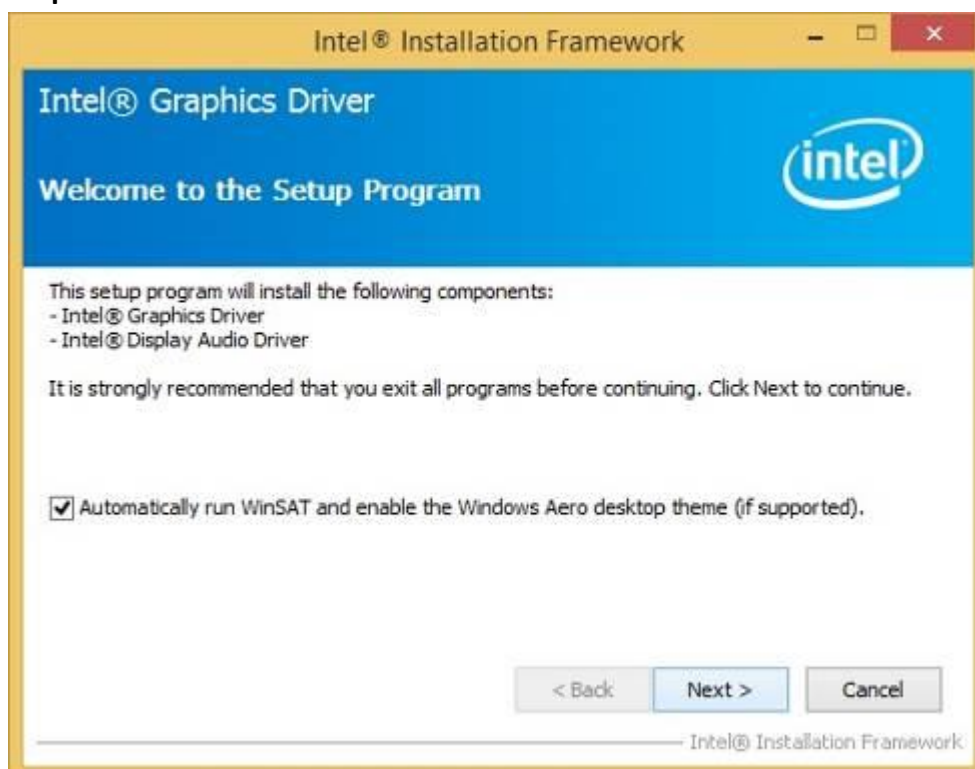 Intel® Installation Framework
Intel® Graphics Driver
intel
Welcome to the Setup Program
This setup program will install the following components:
- Intel® Graphics Driver
- Intel® Display Audio Driver
It is strongly recommended that you exit all programs before continuing. Click Next to continue.
Automatically run WinSAT and enable the Windows Aero desktop theme (if supported).
< Back Next > Cancel
Intel® Installation Framework